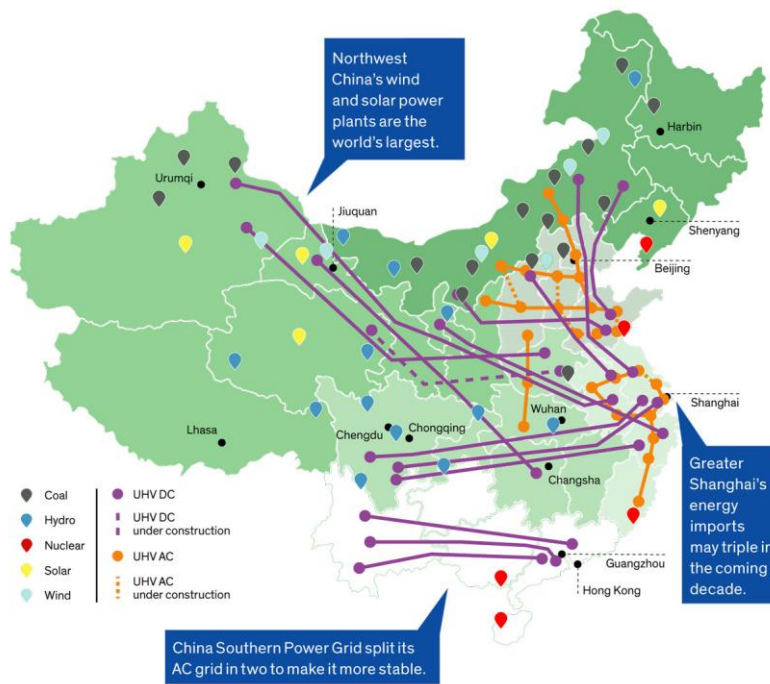 Northwest
China's wind
and solar power
plants are the
world's largest.
Harbin
Urumqi
Jiuquan
Shenyang
Beijing
Shanghai
Wuhan
Chengdu
Chongqing
Lhasa
Changsha
Guangzhou
Hong Kong
Coal
Hydro
Nuclear
Solar
Wind
UHV DC
UHV DC
under construction
UHV AC
UHV AC
under construction
Greater
Shanghai's
energy
imports
may triple in
the coming
decade.
China Southern Power Grid split its
AC grid in two to make it more stable.